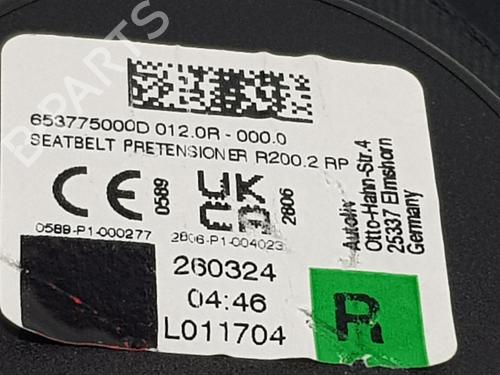 653775000D 012.0R - 000.0
SEATBELT PRETENSIONER R200.2 RP
CE 0589
UK CA 2806
0589-P1-000277
2806-P1-004023
Autoliv
Otto-Hahn-Str.4
25337 Elmshorn
Germany
260324
04:46
L011704
R
B-PARTS